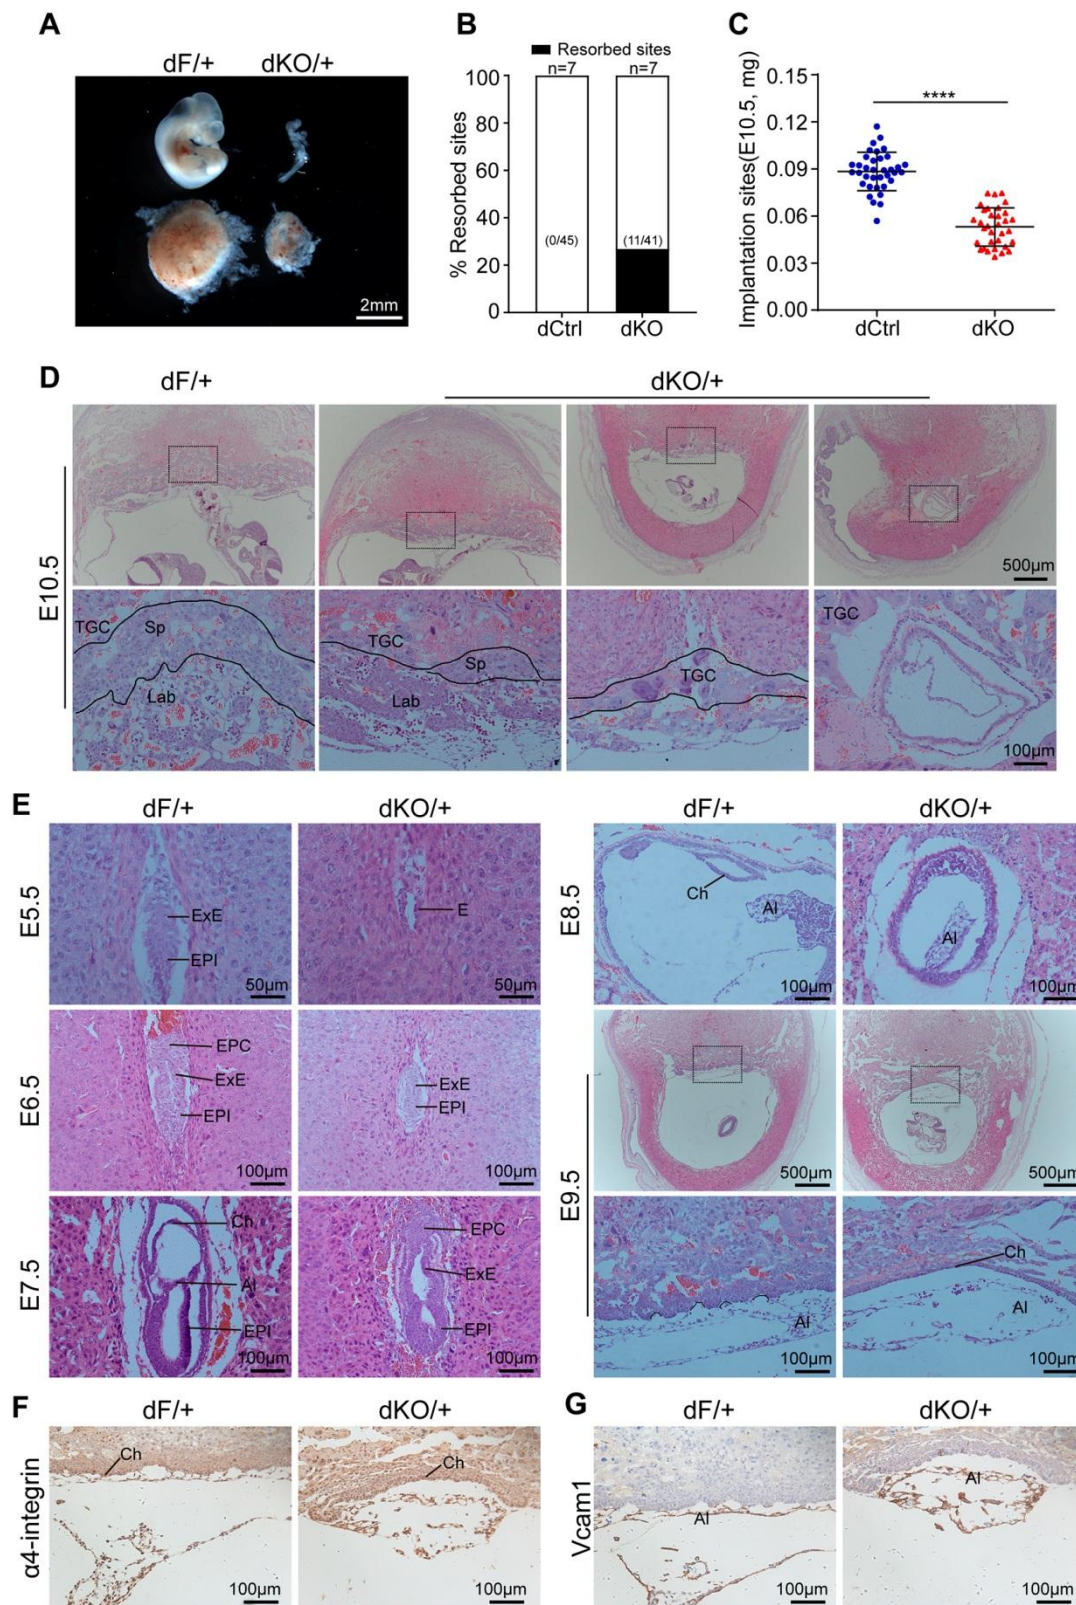 A
dF/+ dKO/+
2mm
B
Resorbed sites
n=7 n=7
% Resorbed sites
100
80
60
40
20
0
(0/45) (11/41)
dCtrl dKO
C
Implantation sites(E10.5, mg)
0.15
0.12
0.09
0.06
0.03
0.00
****
dCtrl dKO
D
dF/+ dKO/+
E10.5
500μm
TGC Sp Lab
TGC Sp Lab
TGC
TGC
100μm
E
dF/+ dKO/+
E5.5
ExE
EPI
50μm
E
50μm
E6.5
EPC
ExE
EPI
100μm
ExE
EPI
100μm
E7.5
Ch
Al
EPI
100μm
EPC
ExE
EPI
100μm
dF/+ dKO/+
E8.5
Ch
Al
100μm
Al
100μm
E9.5
500μm
500μm
Al
100μm
Ch
Al
100μm
F
dF/+ dKO/+
α4-integrin
Ch
100μm
Ch
100μm
G
dF/+ dKO/+
Vcam1
Al
100μm
Al
100μm